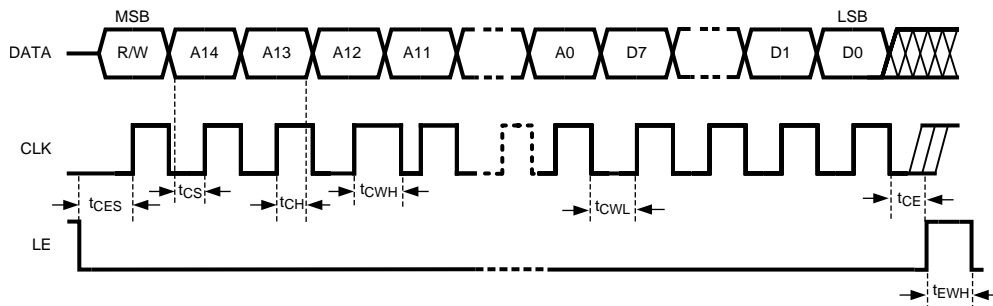 MSB LSB
DATA R/W A14 A13 A12 A11 A0 D7 D1 D0
CLK
tCS tCH tCWH tCWL
tCES tCE
LE
tEWH